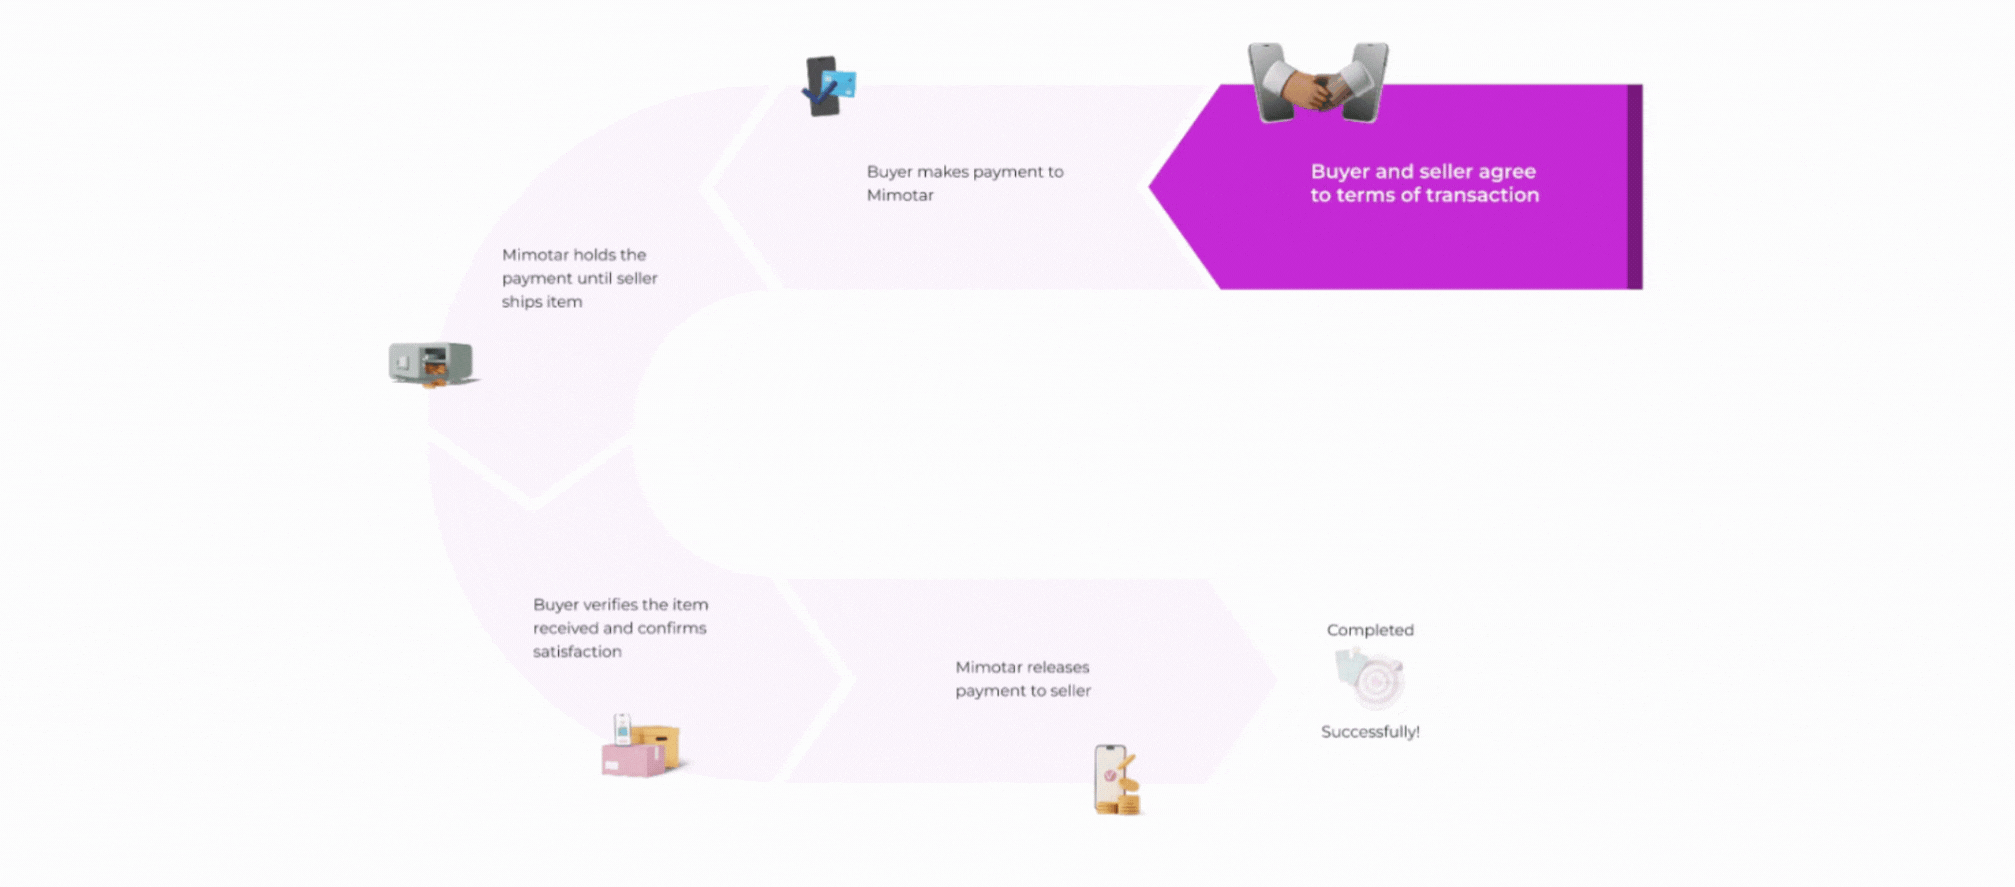 Buyer and seller agree
to terms of transaction
Buyer makes payment to
Mimotar
Mimotar holds the
payment until seller
ships item
Buyer verifies the item
received and confirms
satisfaction
Mimotar releases
payment to seller
Completed
Successfully!